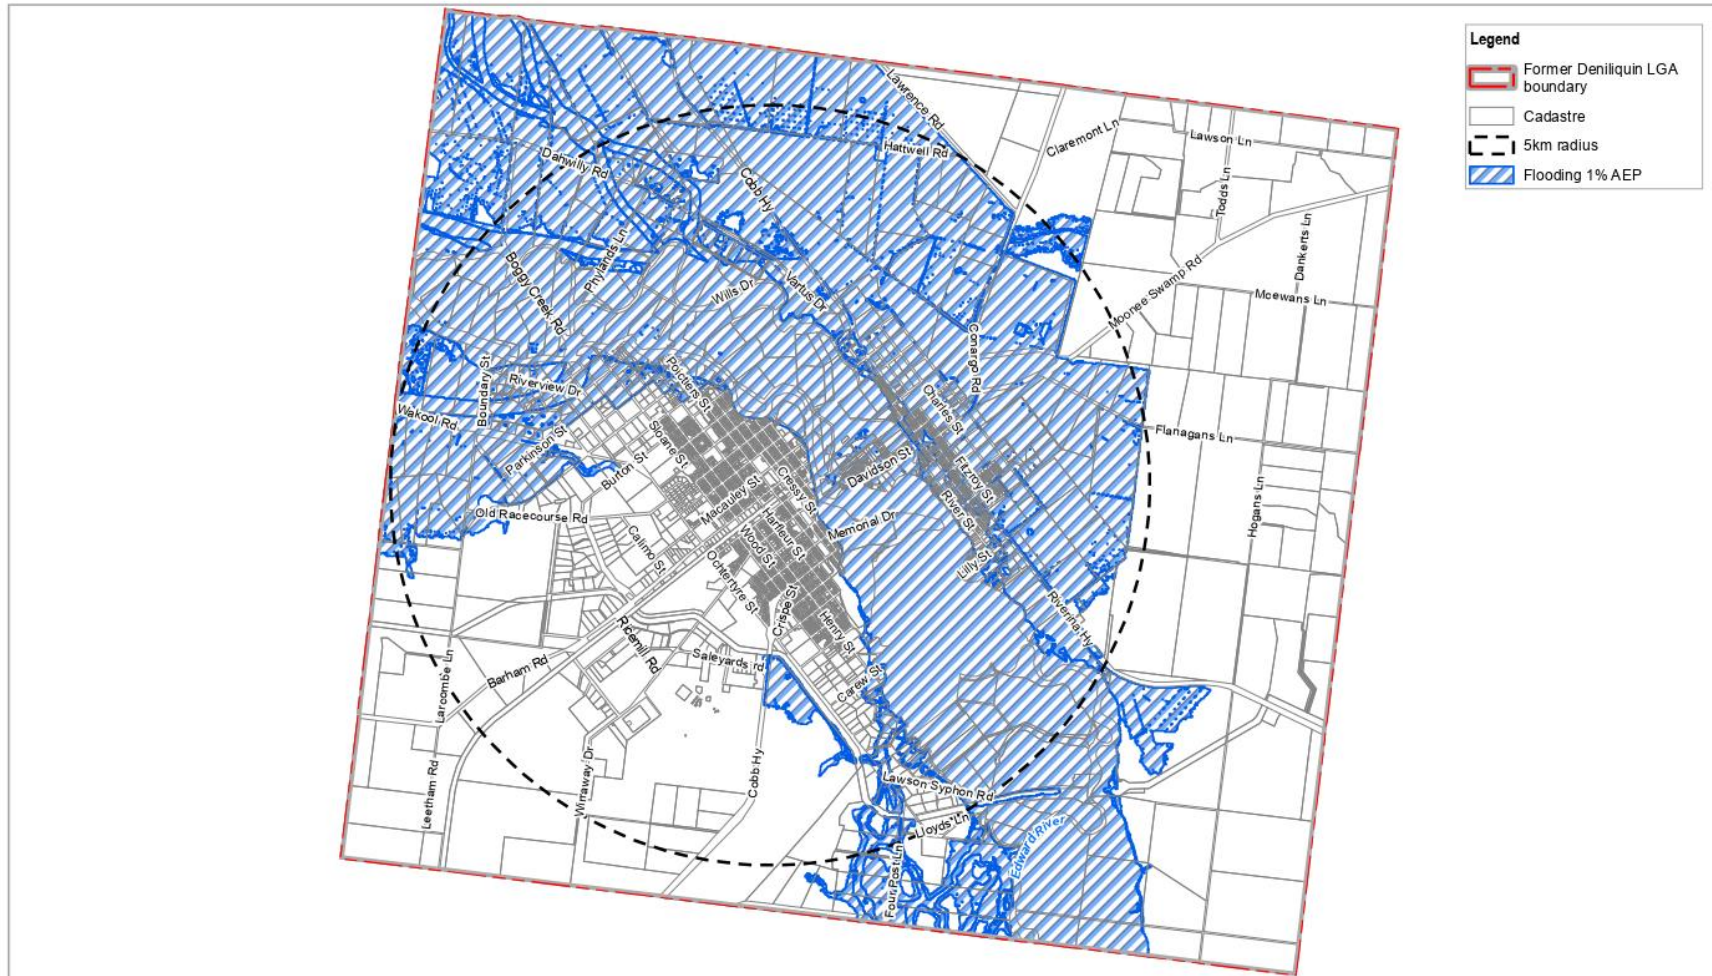 Legend
Former Deniliquin LGA
boundary
Cadastre
5km radius
Flooding 1% AEP
Lawrence Rd
Claremont Ln
Lawson Ln
Hattwell Rd
Dahwilly Rd
Cobb Hy
Todds Ln
Dankerts Ln
Phylands Ln
Boggy Creek Rd
Wills Dr
Vartus Dr
Moonee Swamp Rd
Mcewans Ln
Conargo Rd
Boundary St
Riverview Dr
Poictiers St
Charles St
Wakool Rd
Flanagans Ln
Parkinson St
Sloane St
Burton St
Davidson St
Cressy St
Fitzroy St
River St
Macauley St
Harfleur St
Wood St
Memorial Dr
Hogans Ln
Old Racecourse Rd
Calimo St
Ochtertyre St
Lilly St
Crispe St
Henry St
Riverina Hy
Ricemill Rd
Saleyards rd
Carew St
Barham Rd
Larcombe Ln
Leetham Rd
Wirraway Dr
Cobb Hy
Lawson Syphon Rd
Lloyds Ln
Edward River
Four Post Ln